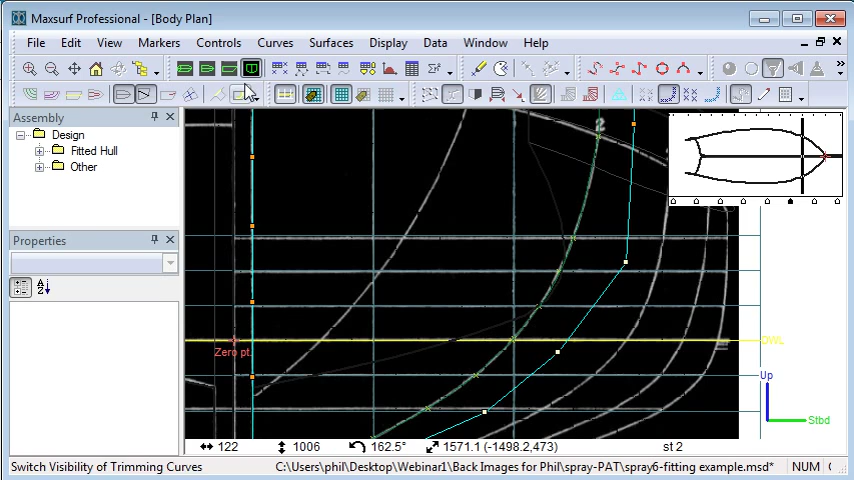 Maxsurf Professional - [Body Plan]
File Edit View Markers Controls Curves Surfaces Display Data Window Help
Assembly
Design
Fitted Hull
Other
Properties
2
Zero pt.
DWL
Up
Stbd
122 1006 162.5° 1571.1 (-1498.2,473) st 2
Switch Visibility of Trimming Curves C:\Users\phil\Desktop\Webinar1\Back Images for Phil\spray-PAT\spray6-fitting example.msd* NUM